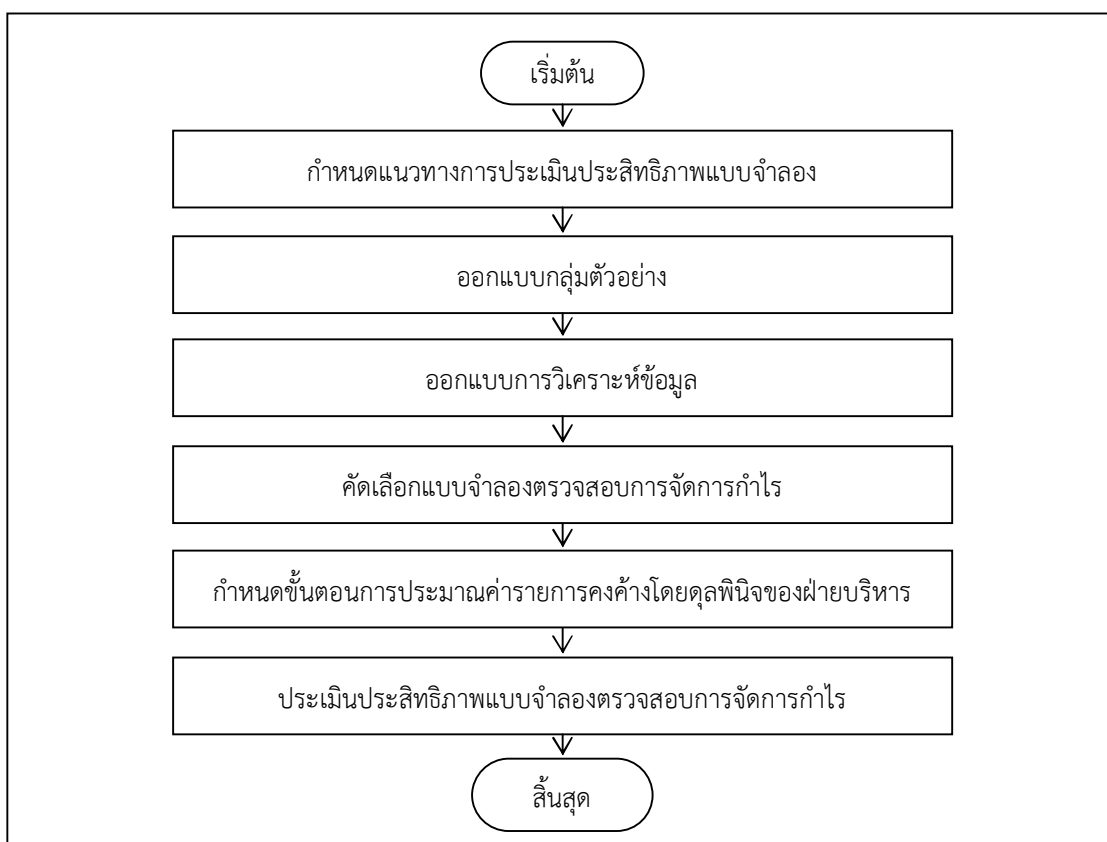 เริ่มต้น
กำหนดแนวทางการประเมินประสิทธิภาพแบบจำลอง
ออกแบบกลุ่มตัวอย่าง
ออกแบบการวิเคราะห์ข้อมูล
คัดเลือกแบบจำลองตรวจสอบการจัดการกำไร
กำหนดขั้นตอนการประมาณค่ารายการคงค้างโดยดุลพินิจของฝ่ายบริหาร
ประเมินประสิทธิภาพแบบจำลองตรวจสอบการจัดการกำไร
สิ้นสุด